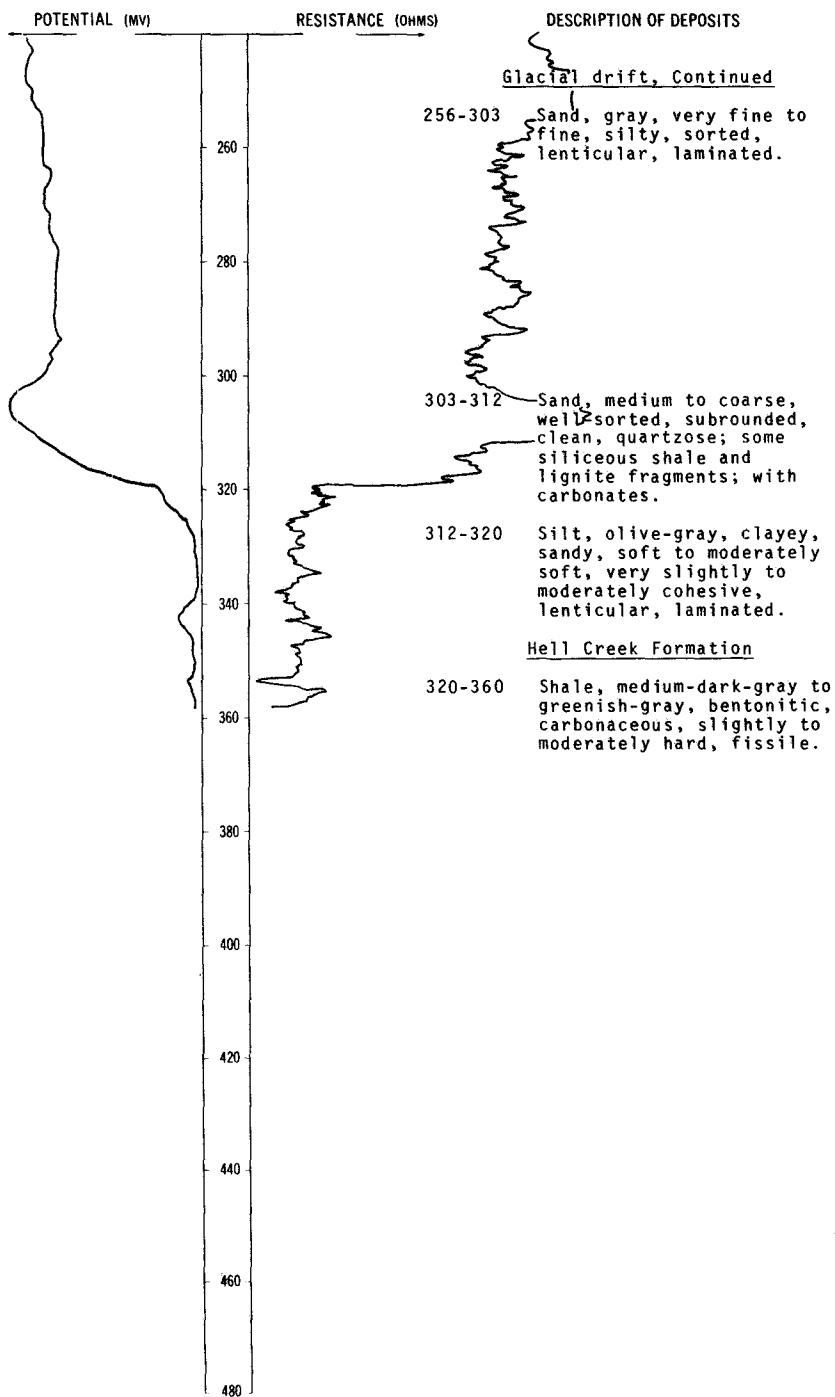 POTENTIAL (MV) RESISTANCE (OHMS) DESCRIPTION OF DEPOSITS
Glacial drift, Continued
256-303 Sand, gray, very fine to
fine, silty, sorted,
lenticular, laminated.
260
280
300
303-312 Sand, medium to coarse,
well-sorted, subrounded,
clean, quartzose; some
siliceous shale and
lignite fragments; with
carbonates.
320
312-320 Silt, olive-gray, clayey,
sandy, soft to moderately
soft, very slightly to
moderately cohesive,
lenticular, laminated.
340
Hell Creek Formation
320-360 Shale, medium-dark-gray to
greenish-gray, bentonitic,
carbonaceous, slightly to
moderately hard, fissile.
360
380
400
420
440
460
480